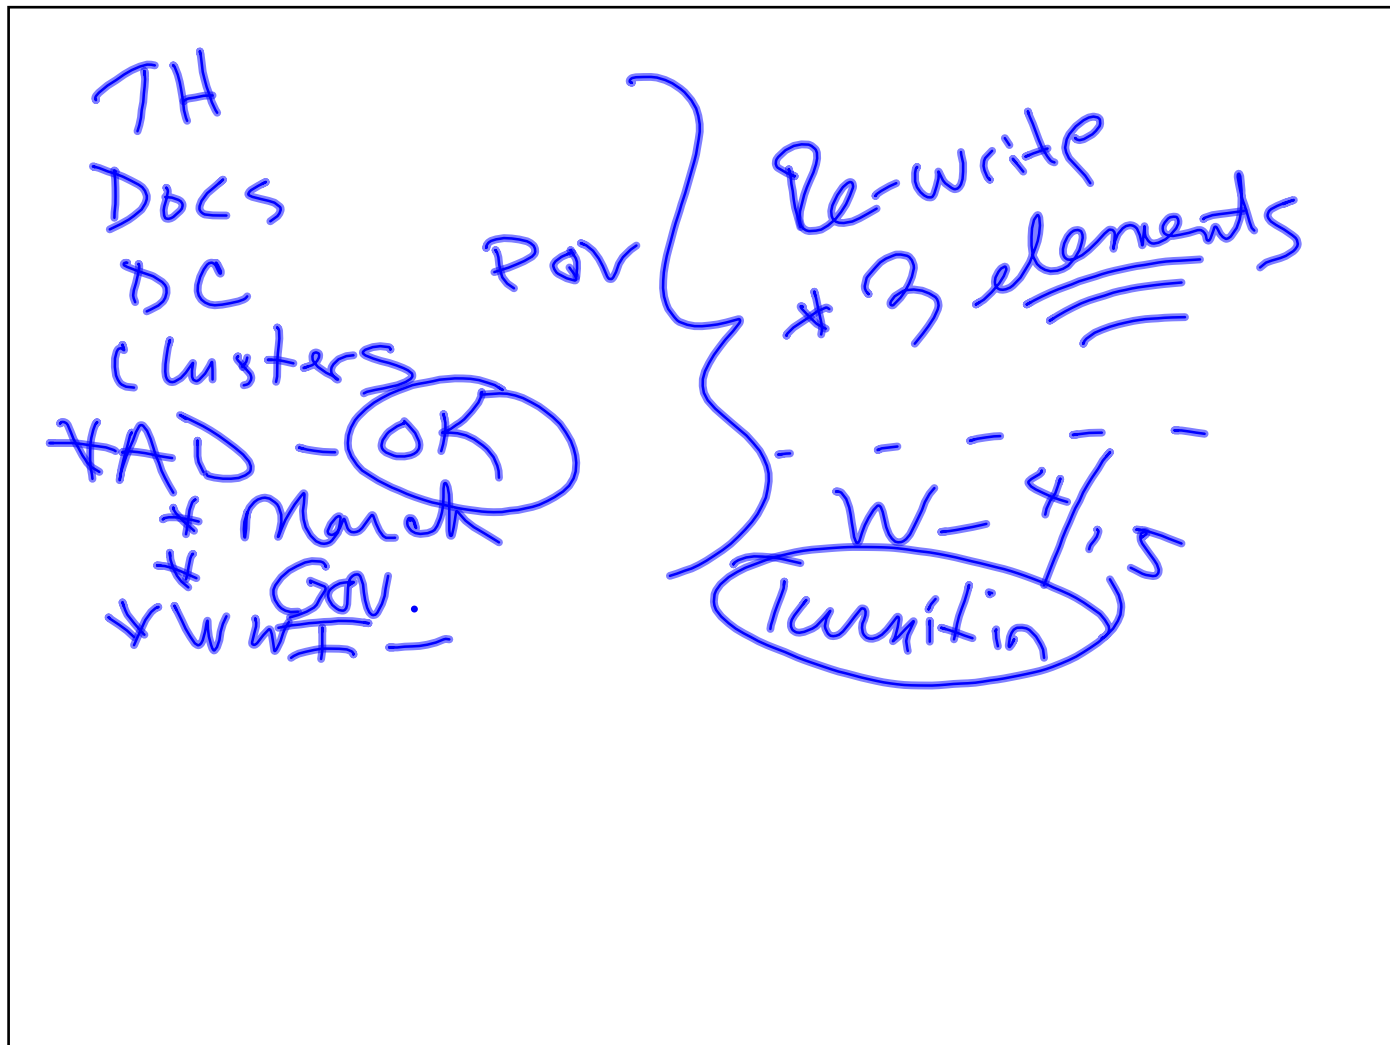 TH
Docs
DC
Clusters
* AD - OK
* March
* Gov.
* WWI -
POV
Re-write
* 3 elements
- - - - -
W - 4/15
Turnitin